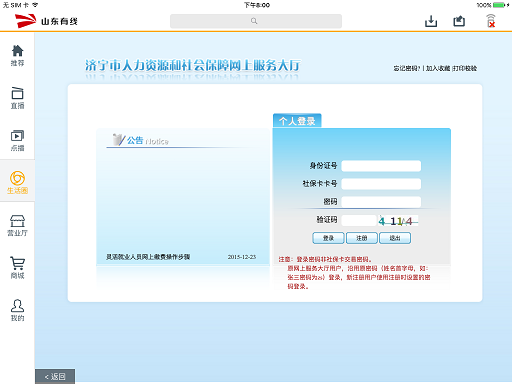 无 SIM 卡
下午8:00
100%
山东有线
推荐
直播
点播
生活圈
营业厅
商城
我的
济宁市人力资源和社会保障网上服务大厅
忘记密码? | 加入收藏 |打印校验
公告 Notice
灵活就业人员网上缴费操作步骤 2015-12-23
个人登录
身份证号
社保卡卡号
密码
验证码 4 11 4
登录 注册 退出
注意：登录密码非社保卡交易密码。
原网上服务大厅用户，沿用原密码（姓名首字母，如：
张三密码为zs）登录，新注册用户使用注册时设置的密
码登录。
< 返回